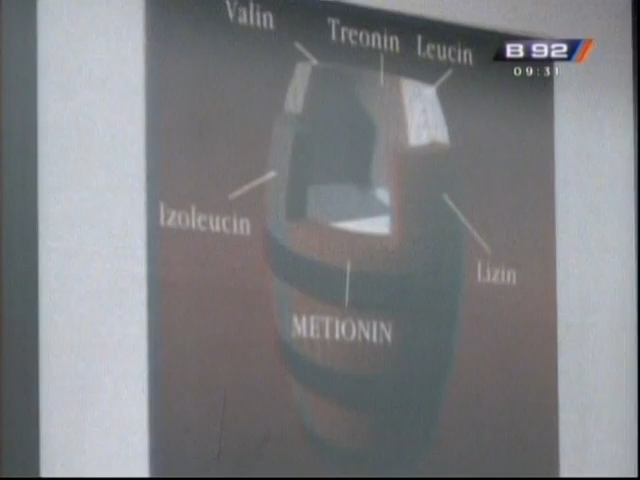 Valin
Treonin
Leucin
B 92
09:31
Izoleucin
Lizin
METIONIN